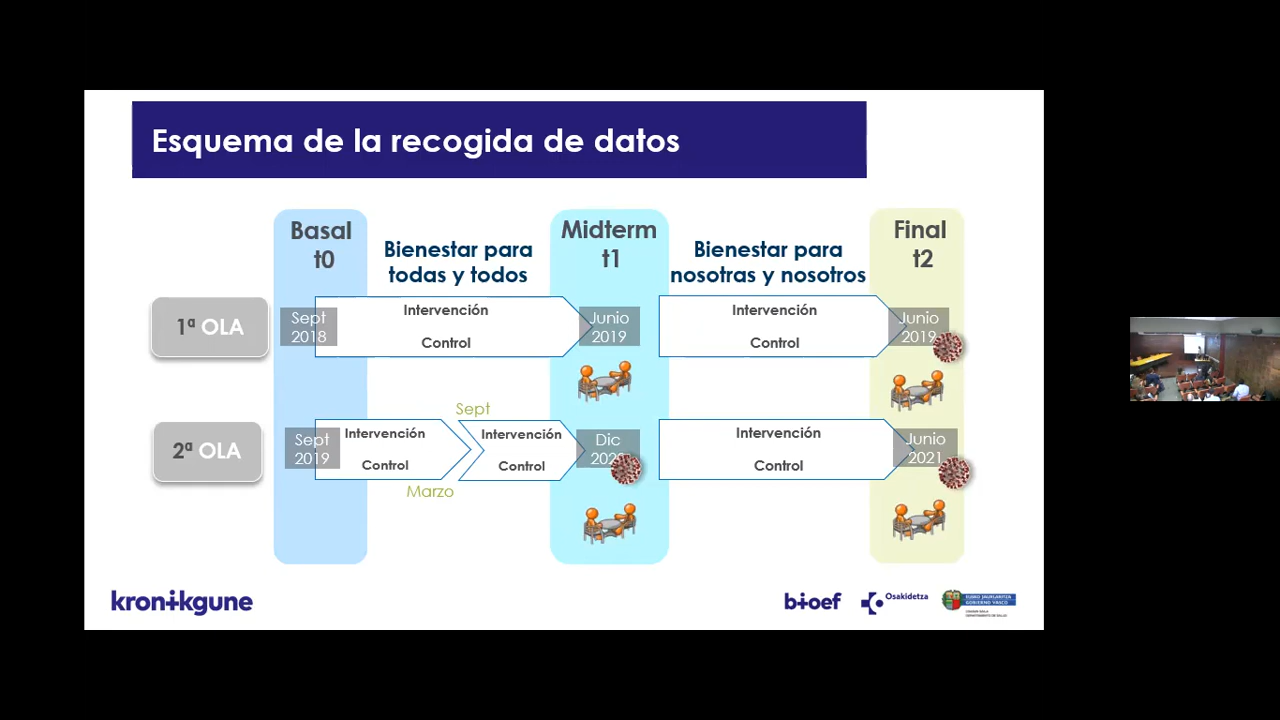 Esquema de la recogida de datos
Basal
t0
Bienestar para
todas y todos
Midterm
t1
Bienestar para
nosotras y nosotros
Final
t2
1ª OLA
Sept
2018
Intervención
Control
Junio
2019
Intervención
Control
Junio
2019
2ª OLA
Sept
2019
Intervención
Control
Marzo
Sept
Intervención
Control
Dic
Intervención
Control
Junio
2021
kronikgune
bioef
Osakidetza
EUSKO JAURLARITZA
GOBIERNO VASCO